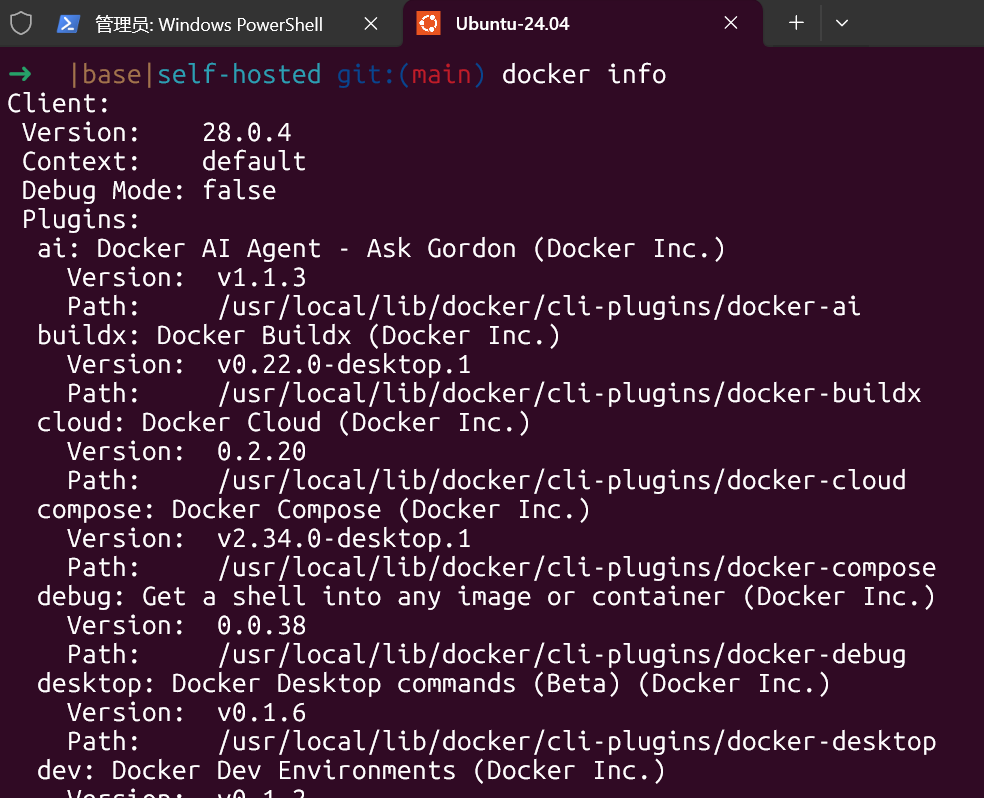 管理员: Windows PowerShell
Ubuntu-24.04
➜ |base|self-hosted git:(main) docker info
Client:
Version: 28.0.4
Context: default
Debug Mode: false
Plugins:
ai: Docker AI Agent - Ask Gordon (Docker Inc.)
Version: v1.1.3
Path: /usr/local/lib/docker/cli-plugins/docker-ai
buildx: Docker Buildx (Docker Inc.)
Version: v0.22.0-desktop.1
Path: /usr/local/lib/docker/cli-plugins/docker-buildx
cloud: Docker Cloud (Docker Inc.)
Version: 0.2.20
Path: /usr/local/lib/docker/cli-plugins/docker-cloud
compose: Docker Compose (Docker Inc.)
Version: v2.34.0-desktop.1
Path: /usr/local/lib/docker/cli-plugins/docker-compose
debug: Get a shell into any image or container (Docker Inc.)
Version: 0.0.38
Path: /usr/local/lib/docker/cli-plugins/docker-debug
desktop: Docker Desktop commands (Beta) (Docker Inc.)
Version: v0.1.6
Path: /usr/local/lib/docker/cli-plugins/docker-desktop
dev: Docker Dev Environments (Docker Inc.)
Version: